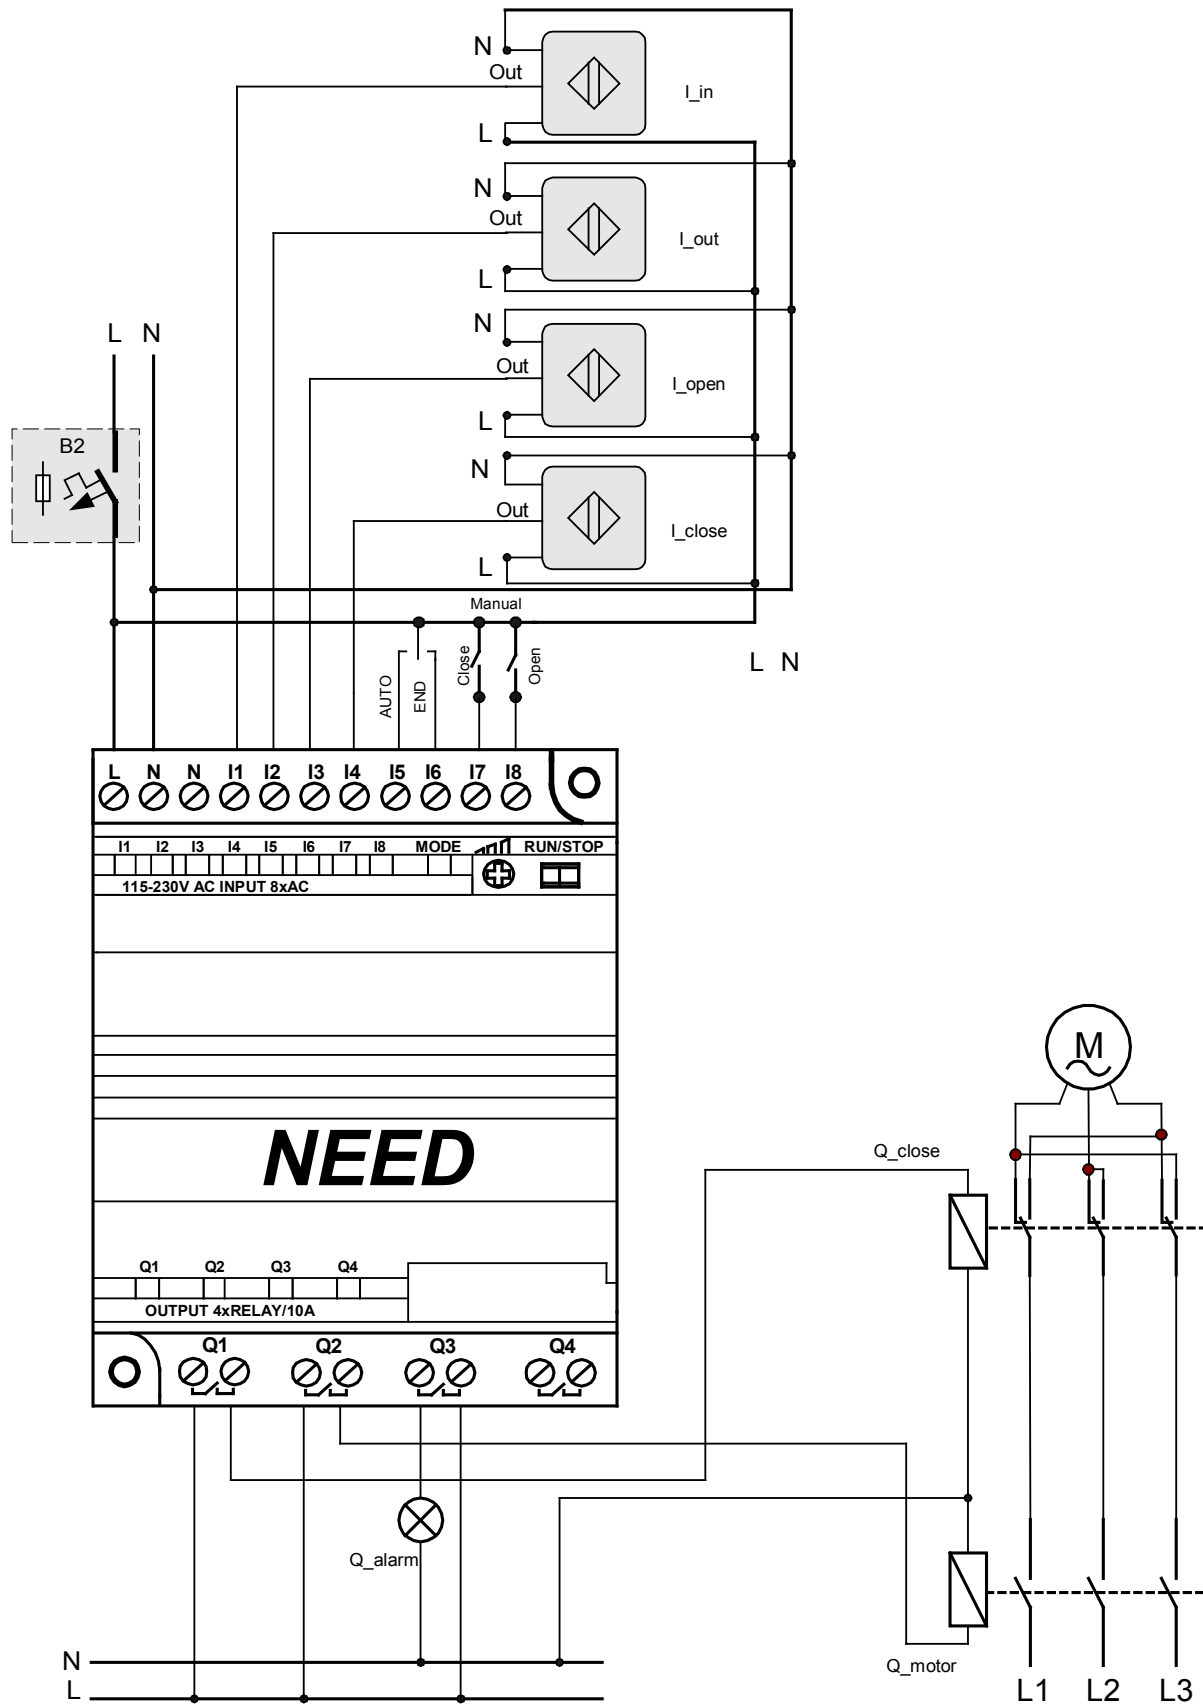 N
Out
I_in
L
N
Out
I_out
L
N
Out
I_open
L
N
Out
I_close
L
L N
B2
Manual
L N
AUTO
END
Close
Open
L N N I1 I2 I3 I4 I5 I6 I7 I8
I1 I2 I3 I4 I5 I6 I7 I8 MODE RUN/STOP
115-230V AC INPUT 8xAC
M
NEED
Q_close
Q1 Q2 Q3 Q4
OUTPUT 4xRELAY/10A
Q1 Q2 Q3 Q4
Q_alarm
N
L
Q_motor
L1 L2 L3